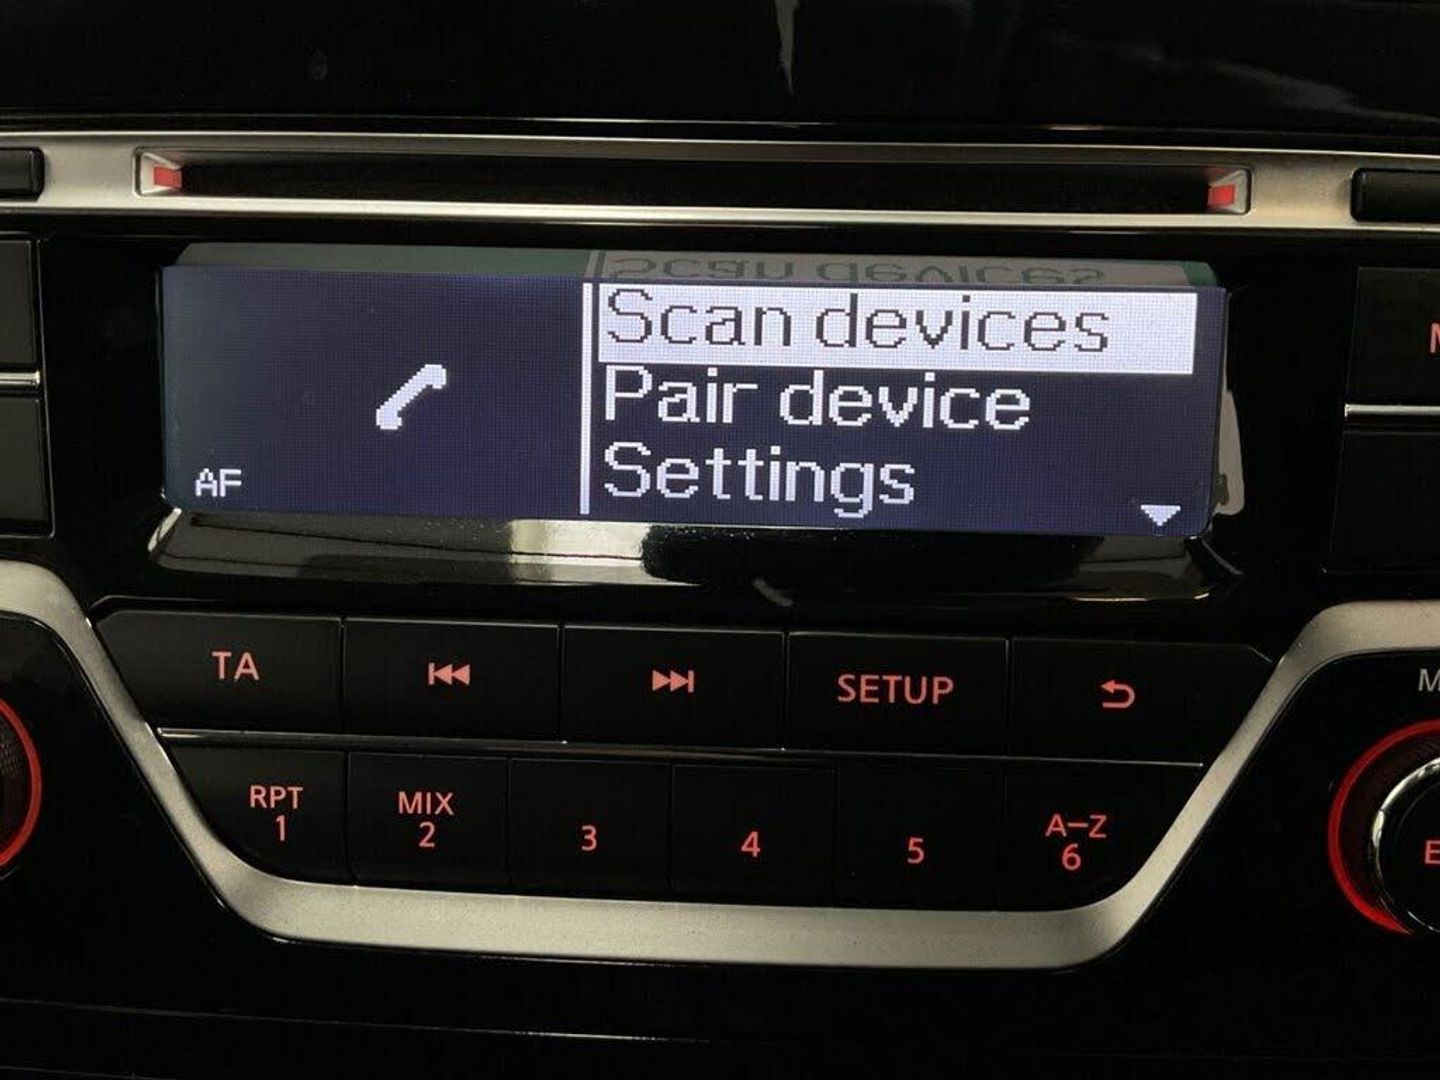 Scan devices
Pair device
Settings
AF
TA
SETUP
RPT
1
MIX
2
3
4
5
A-Z
6